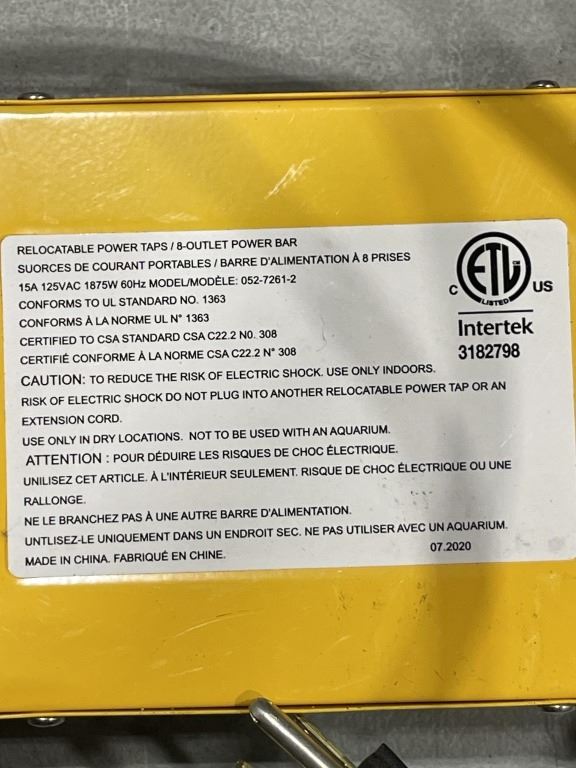 RELOCATABLE POWER TAPS / 8-OUTLET POWER BAR
SUORCES DE COURANT PORTABLES / BARRE D'ALIMENTATION À 8 PRISES
15A 125VAC 1875W 60Hz MODEL/MODÈLE: 052-7261-2
CONFORMS TO UL STANDARD NO. 1363
CONFORMS À LA NORME UL N° 1363
CERTIFIED TO CSA STANDARD CSA C22.2 N0. 308
CERTIFIÉ CONFORME À LA NORME CSA C22.2 N° 308
CAUTION: TO REDUCE THE RISK OF ELECTRIC SHOCK. USE ONLY INDOORS.
RISK OF ELECTRIC SHOCK DO NOT PLUG INTO ANOTHER RELOCATABLE POWER TAP OR AN
EXTENSION CORD.
USE ONLY IN DRY LOCATIONS. NOT TO BE USED WITH AN AQUARIUM.
ATTENTION : POUR DÉDUIRE LES RISQUES DE CHOC ÉLECTRIQUE.
UNILISEZ CET ARTICLE. À L'INTÉRIEUR SEULEMENT. RISQUE DE CHOC ÉLECTRIQUE OU UNE
RALLONGE.
NE LE BRANCHEZ PAS À UNE AUTRE BARRE D'ALIMENTATION.
UNTLISEZ-LE UNIQUEMENT DANS UN ENDROIT SEC. NE PAS UTILISER AVEC UN AQUARIUM.
MADE IN CHINA. FABRIQUÉ EN CHINE.
07.2020
ETL
C US
LISTED
Intertek
3182798